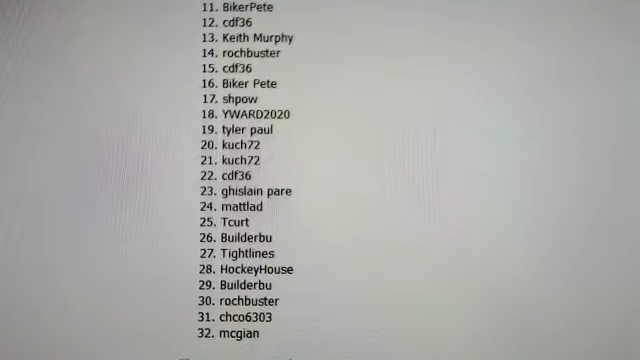 11. BikerPete
12. cdf36
13. Keith Murphy
14. rochbuster
15. cdf36
16. Biker Pete
17. shpow
18. YWARD2020
19. tyler paul
20. kuch72
21. kuch72
22. cdf36
23. ghislain pare
24. mattlad
25. Tcurt
26. Builderbu
27. Tightlines
28. HockeyHouse
29. Builderbu
30. rochbuster
31. chco6303
32. mcgian